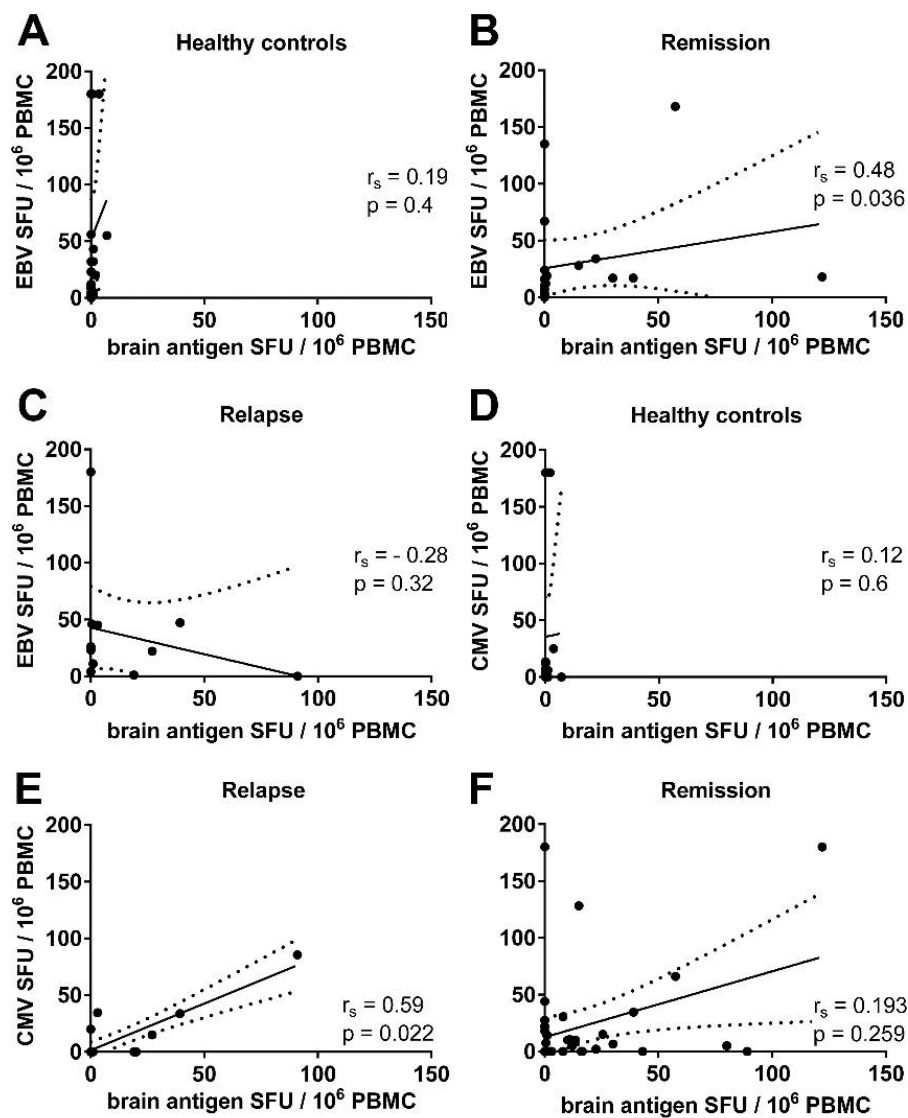 A
Healthy controls
EBV SFU / 10⁶ PBMC
200
150
100
50
0
rₛ = 0.19
p = 0.4
0
50
100
150
brain antigen SFU / 10⁶ PBMC
B
Remission
EBV SFU / 10⁶ PBMC
200
150
100
50
0
rₛ = 0.48
p = 0.036
0
50
100
150
brain antigen SFU / 10⁶ PBMC
C
Relapse
EBV SFU / 10⁶ PBMC
200
150
100
50
0
rₛ = - 0.28
p = 0.32
0
50
100
150
brain antigen SFU / 10⁶ PBMC
D
Healthy controls
CMV SFU / 10⁶ PBMC
200
150
100
50
0
rₛ = 0.12
p = 0.6
0
50
100
150
brain antigen SFU / 10⁶ PBMC
E
Relapse
CMV SFU / 10⁶ PBMC
200
150
100
50
0
rₛ = 0.59
p = 0.022
0
50
100
150
brain antigen SFU / 10⁶ PBMC
F
Remission
CMV SFU / 10⁶ PBMC
200
150
100
50
0
rₛ = 0.193
p = 0.259
0
50
100
150
brain antigen SFU / 10⁶ PBMC